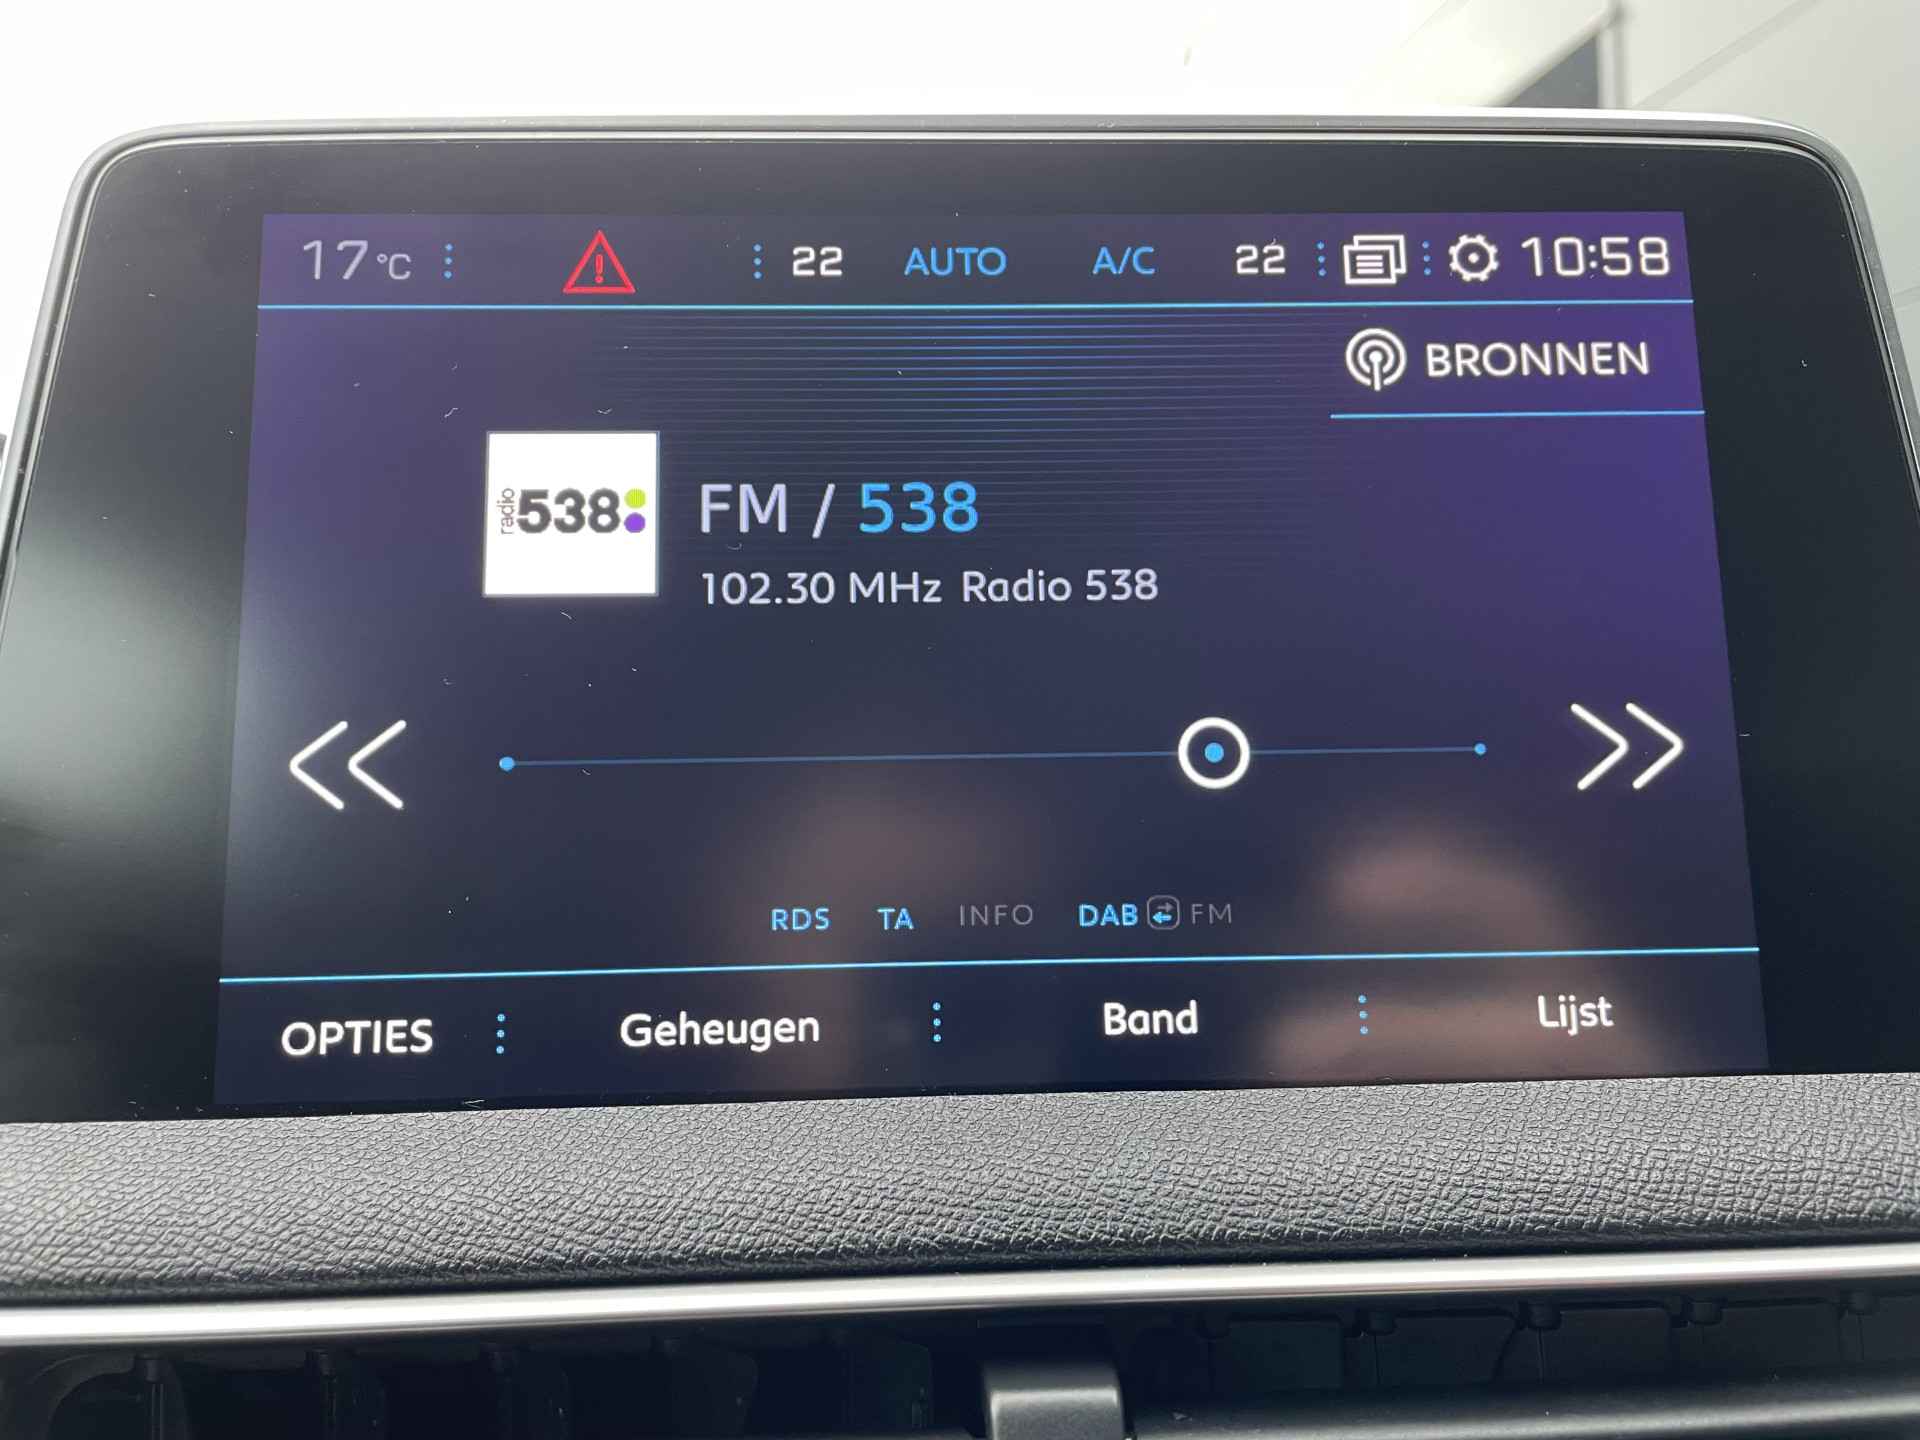 17 °C ! 22 AUTO A/C 22 10:58
BRONNEN
radio 538
FM / 538
102.30 MHz Radio 538
RDS TA INFO DAB FM
OPTIES Geheugen Band Lijst